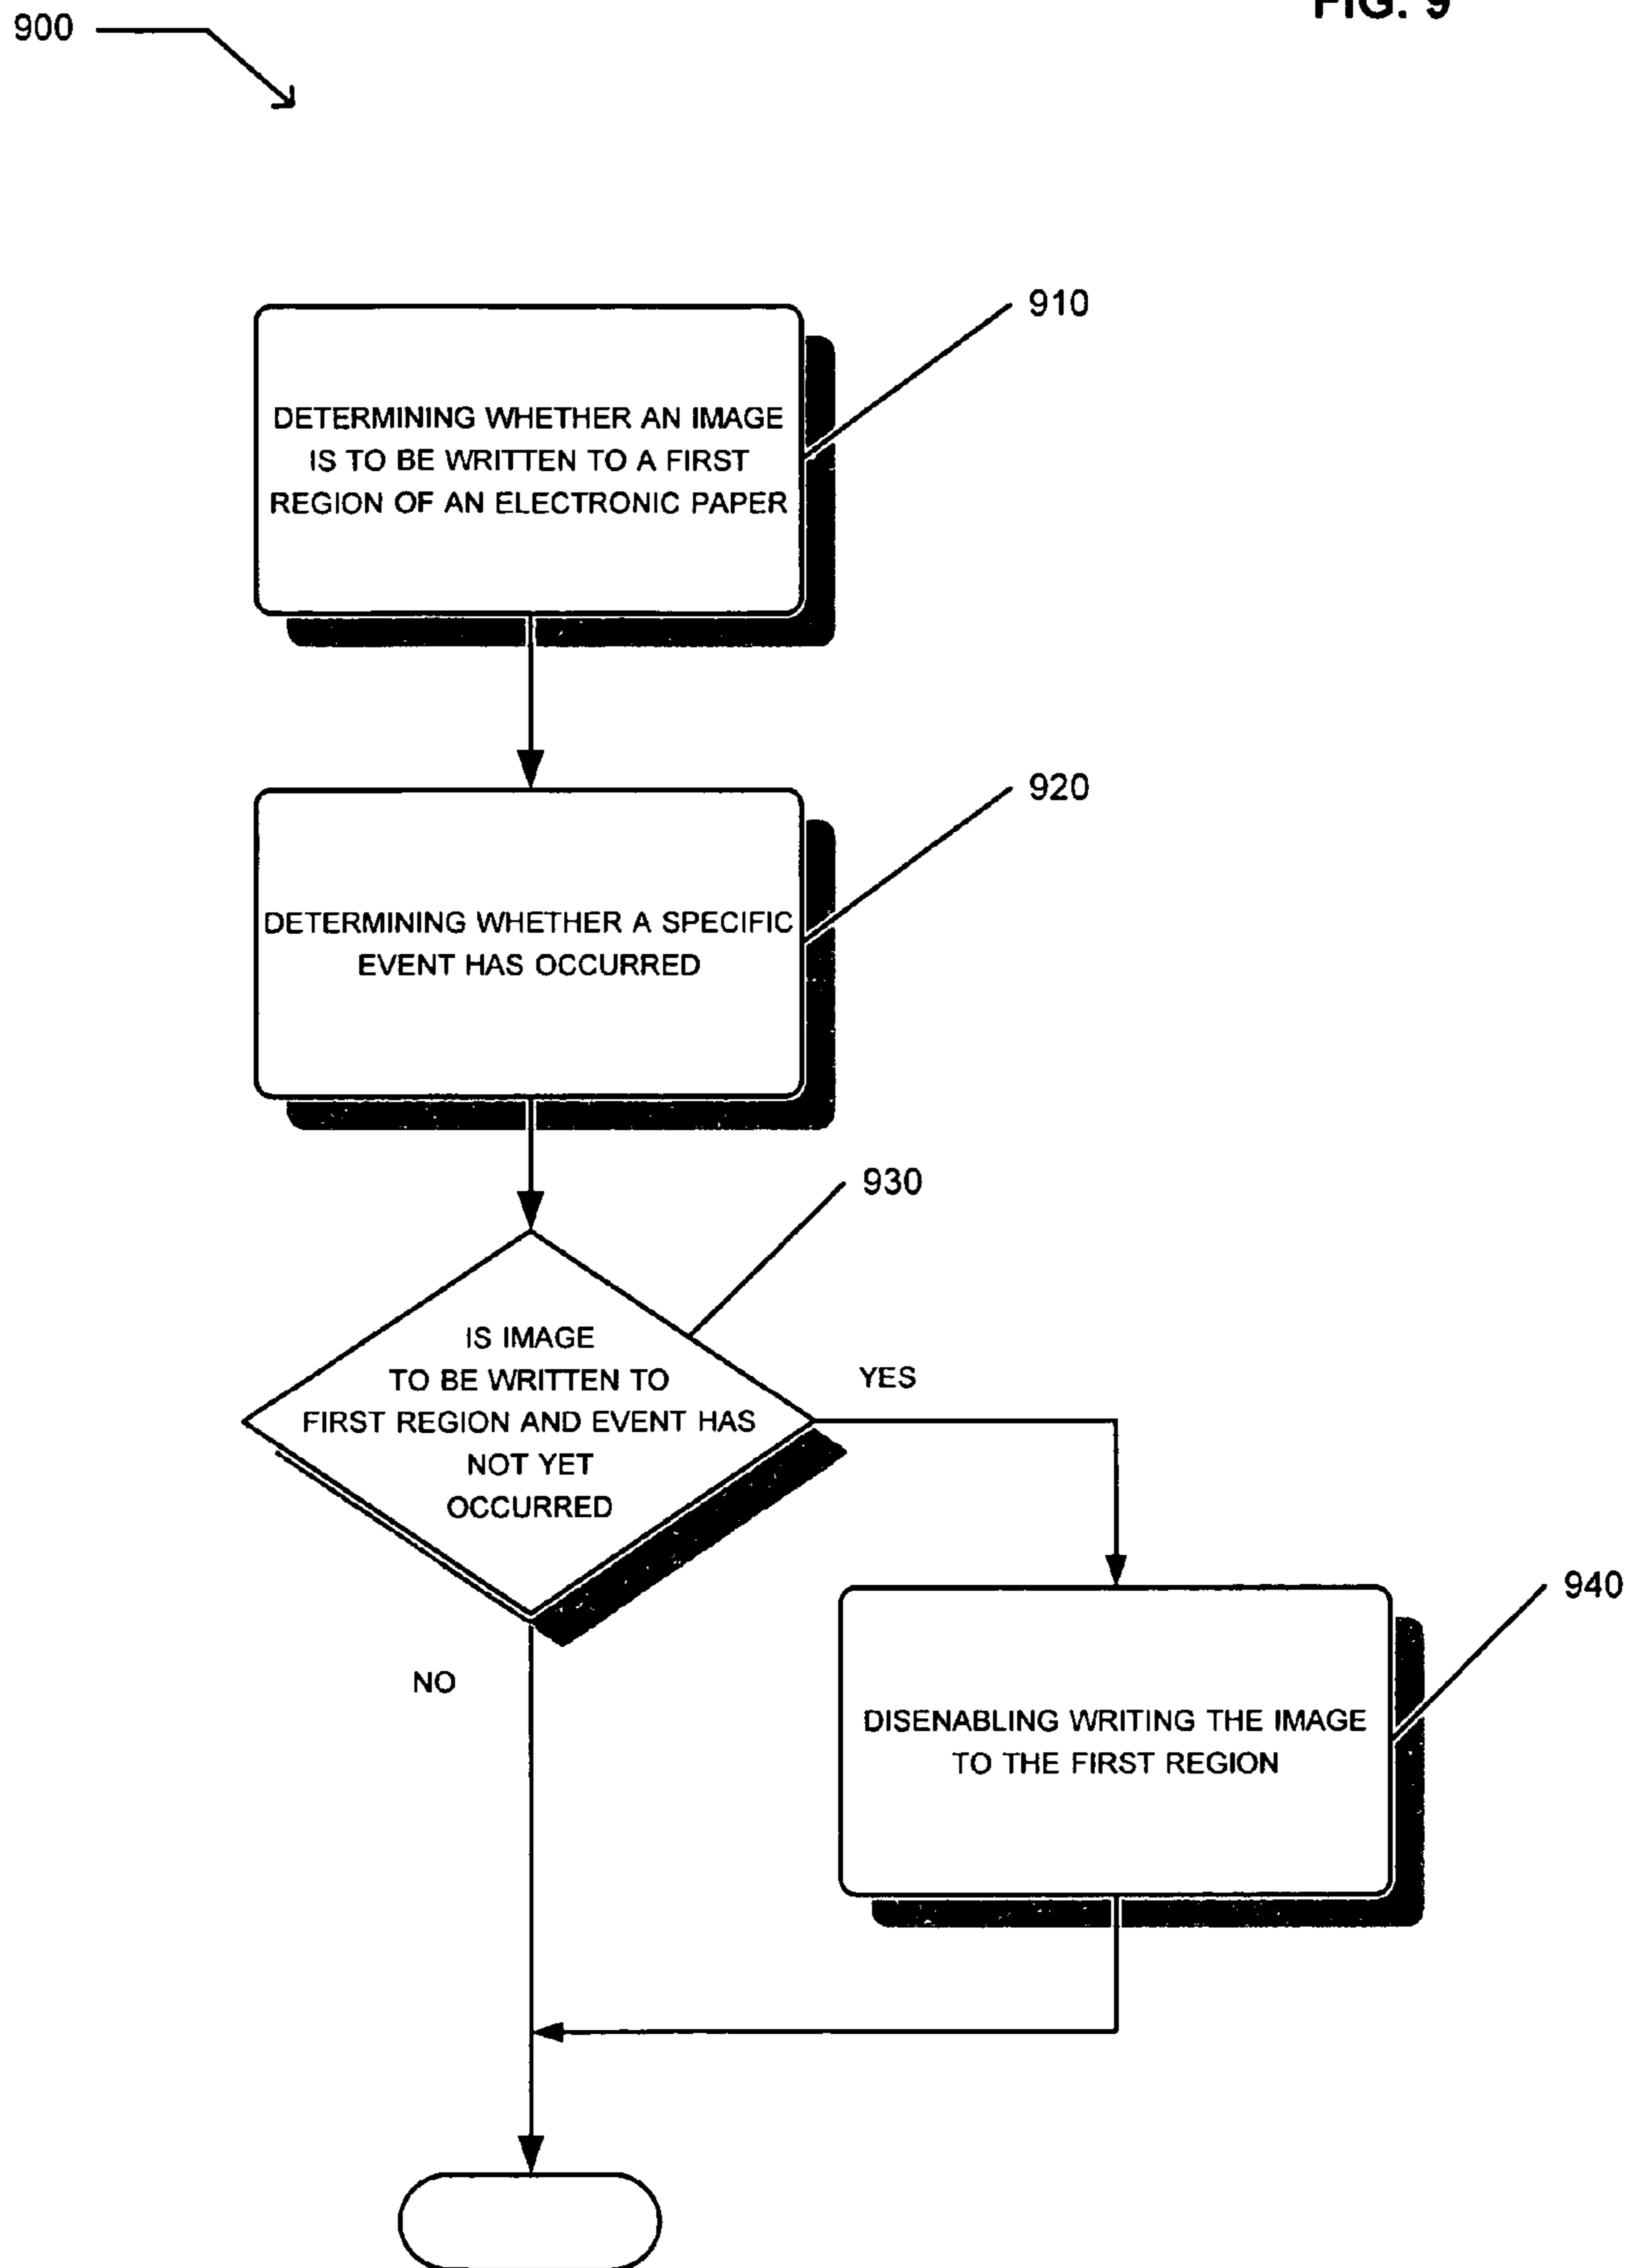 FIG. 9
900
910
DETERMINING WHETHER AN IMAGE
IS TO BE WRITTEN TO A FIRST
REGION OF AN ELECTRONIC PAPER
920
DETERMINING WHETHER A SPECIFIC
EVENT HAS OCCURRED
930
IS IMAGE
TO BE WRITTEN TO
FIRST REGION AND EVENT HAS
NOT YET
OCCURRED
YES
940
NO
DISENABLING WRITING THE IMAGE
TO THE FIRST REGION